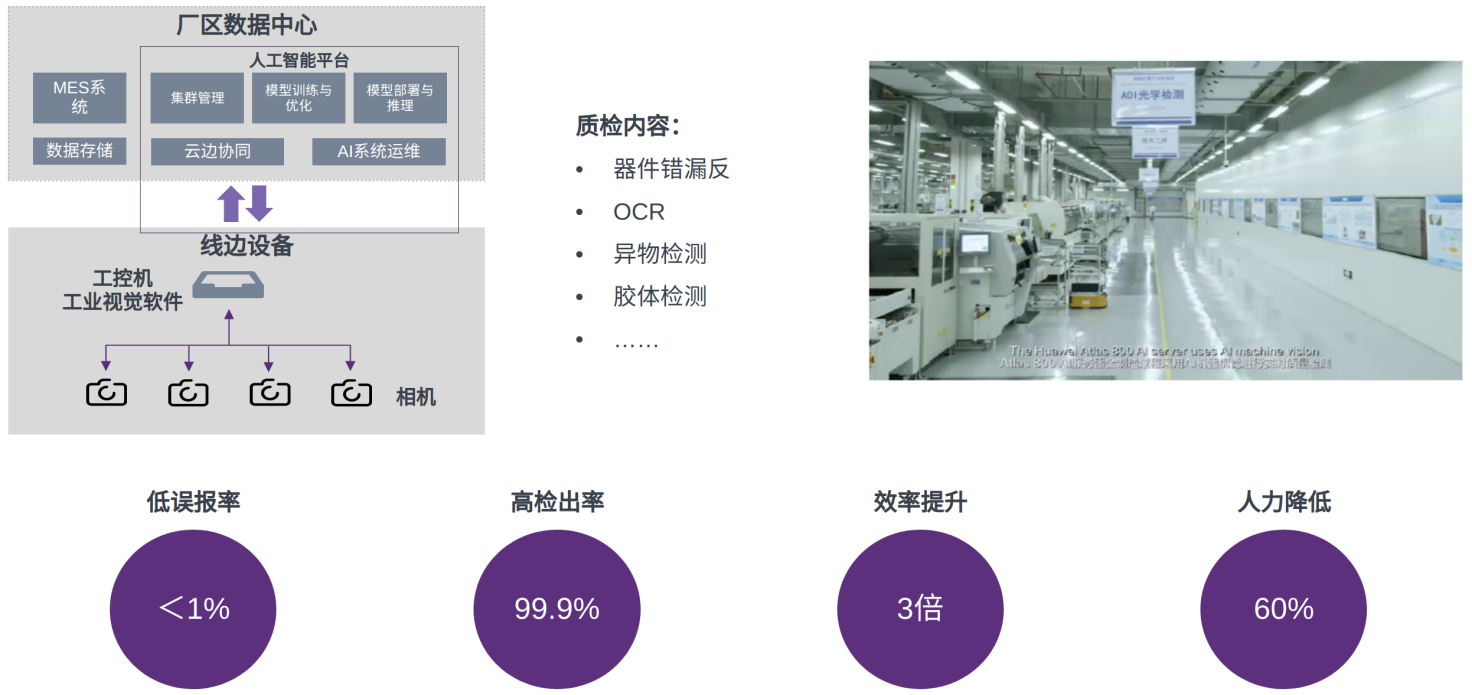 厂区数据中心
人工智能平台
MES系
统
集群管理
模型训练与
优化
模型部署与
推理
数据存储
云边协同
AI系统运维
线边设备
工控机
工业视觉软件
相机
质检内容：
• 器件错漏反
• OCR
• 异物检测
• 胶体检测
• ……
AOI光学检测
The Huawei Atlas 800 AI server uses AI machine vision
低误报率
高检出率
效率提升
人力降低
＜1%
99.9%
3倍
60%